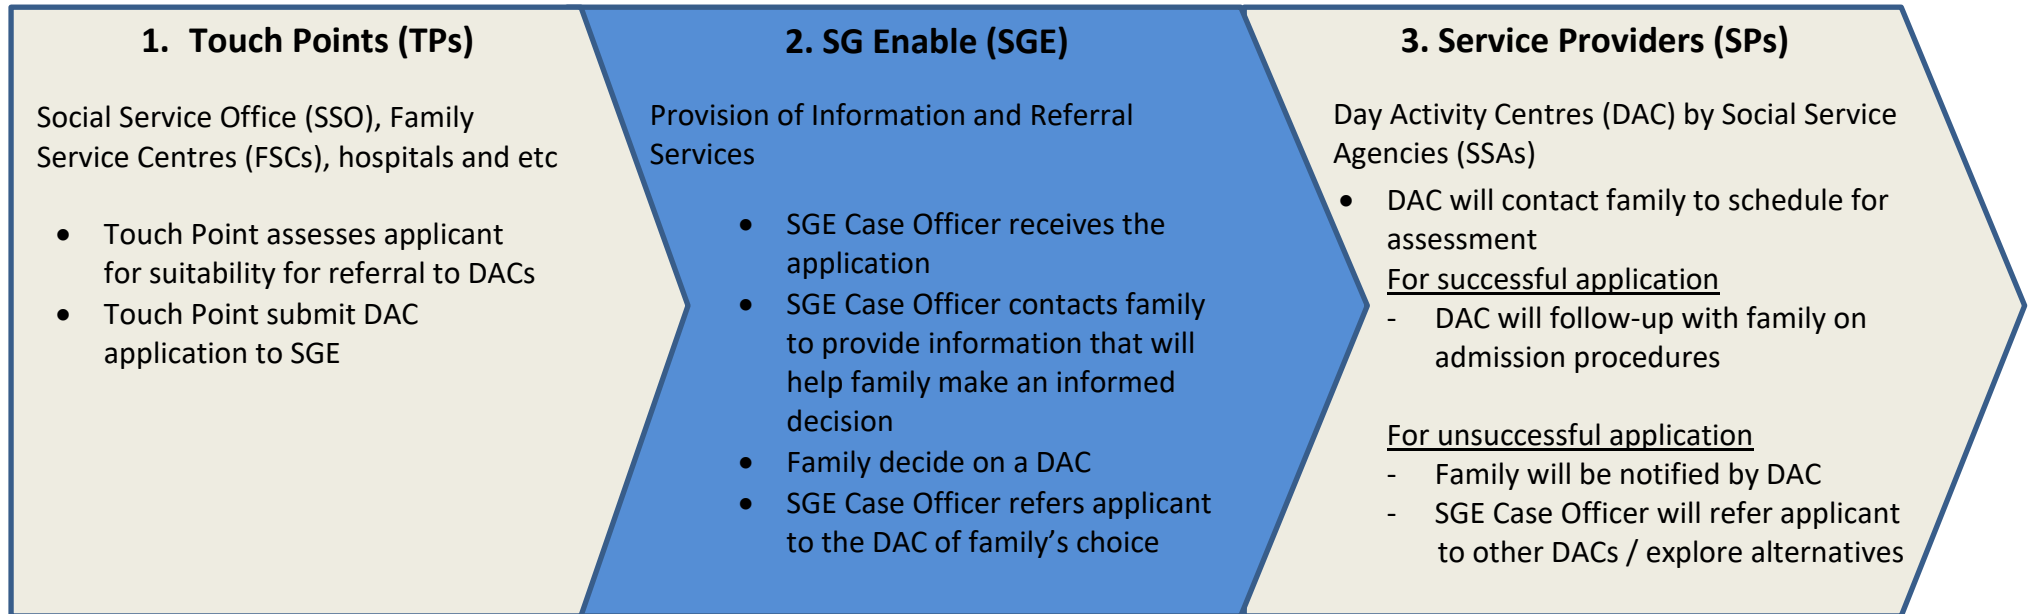 1. Touch Points (TPs)
Social Service Office (SSO), Family
Service Centres (FSCs), hospitals and etc
• Touch Point assesses applicant
for suitability for referral to DACs
• Touch Point submit DAC
application to SGE
2. SG Enable (SGE)
Provision of Information and Referral
Services
• SGE Case Officer receives the
application
• SGE Case Officer contacts family
to provide information that will
help family make an informed
decision
• Family decide on a DAC
• SGE Case Officer refers applicant
to the DAC of family’s choice
3. Service Providers (SPs)
Day Activity Centres (DAC) by Social Service
Agencies (SSAs)
• DAC will contact family to schedule for
assessment
For successful application
- DAC will follow-up with family on
admission procedures
For unsuccessful application
- Family will be notified by DAC
- SGE Case Officer will refer applicant
to other DACs / explore alternatives